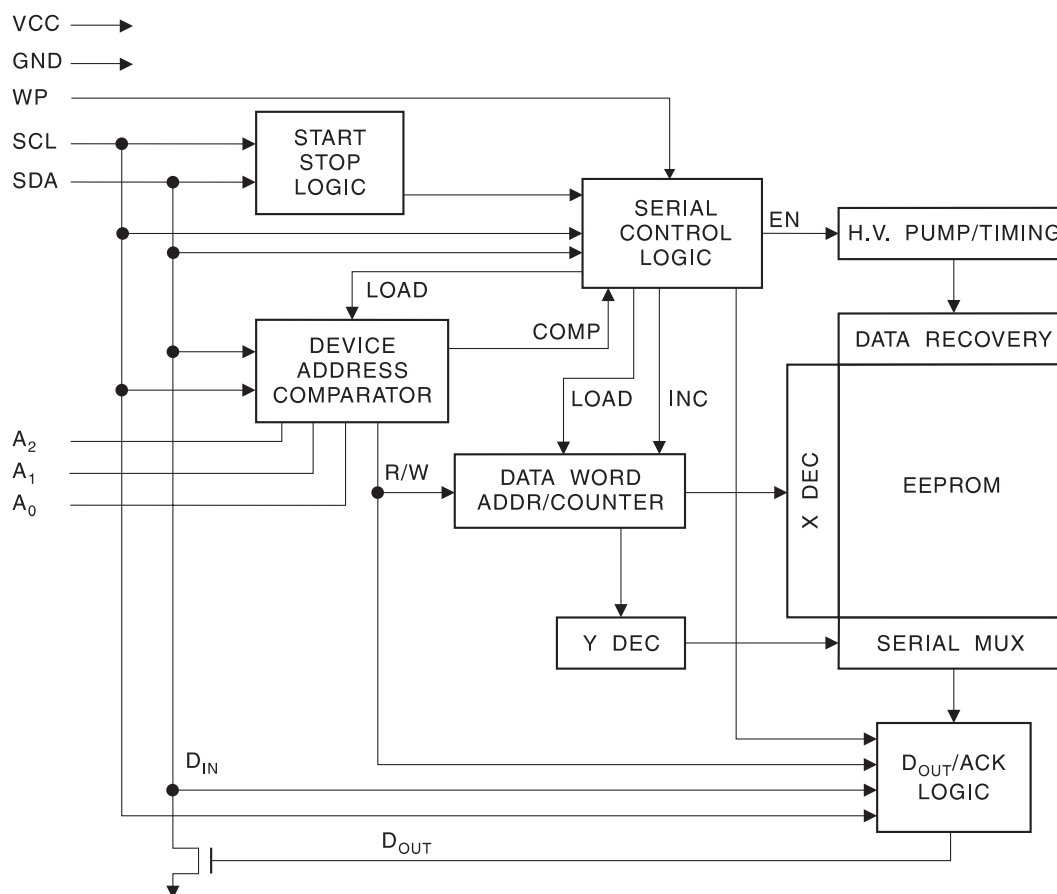 VCC
GND
WP
SCL
SDA
START
STOP
LOGIC
SERIAL
CONTROL
LOGIC
EN
H.V. PUMP/TIMING
LOAD
COMP
DEVICE
ADDRESS
COMPARATOR
DATA RECOVERY
LOAD
INC
A2
A1
A0
R/W
DATA WORD
ADDR/COUNTER
X DEC
EEPROM
Y DEC
SERIAL MUX
DIN
DOUT/ACK
LOGIC
DOUT